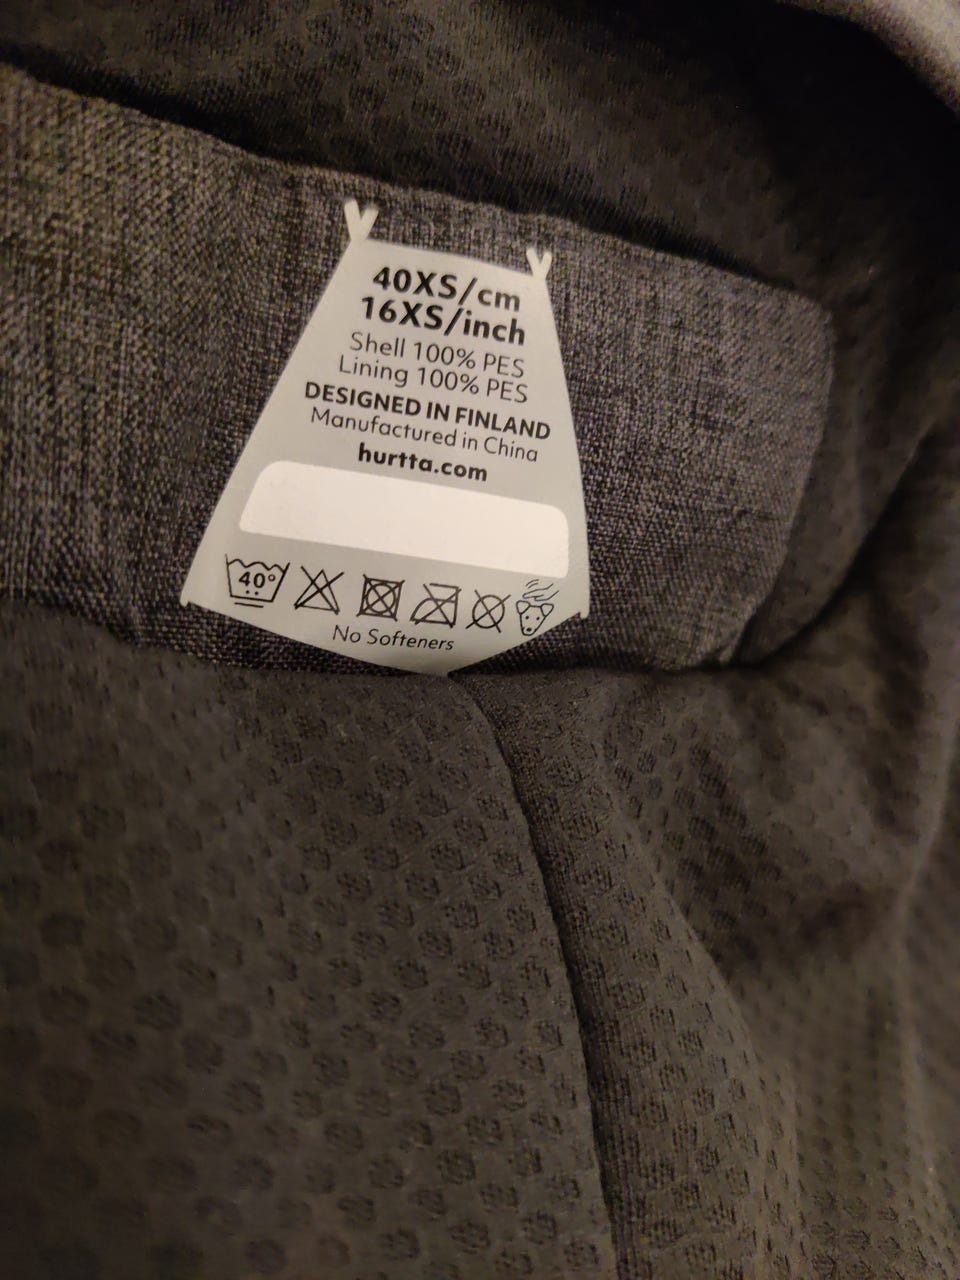 40XS/cm
16XS/inch
Shell 100% PES
Lining 100% PES
DESIGNED IN FINLAND
Manufactured in China
hurtta.com
40°
No Softeners